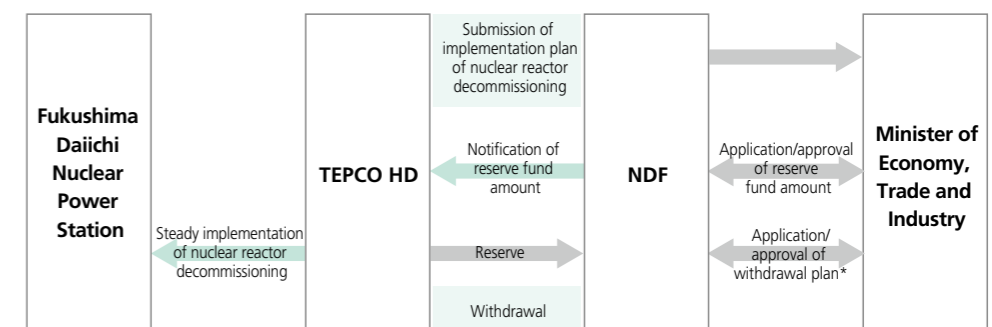 Fukushima
Daiichi
Nuclear
Power
Station
Steady implementation
of nuclear reactor
decommissioning
TEPCO HD
Submission of
implementation plan
of nuclear reactor
decommissioning
Notification of
reserve fund
amount
Reserve
Withdrawal
NDF
Application/approval
of reserve
fund amount
Application/
approval of
withdrawal plan*
Minister of
Economy,
Trade and
Industry